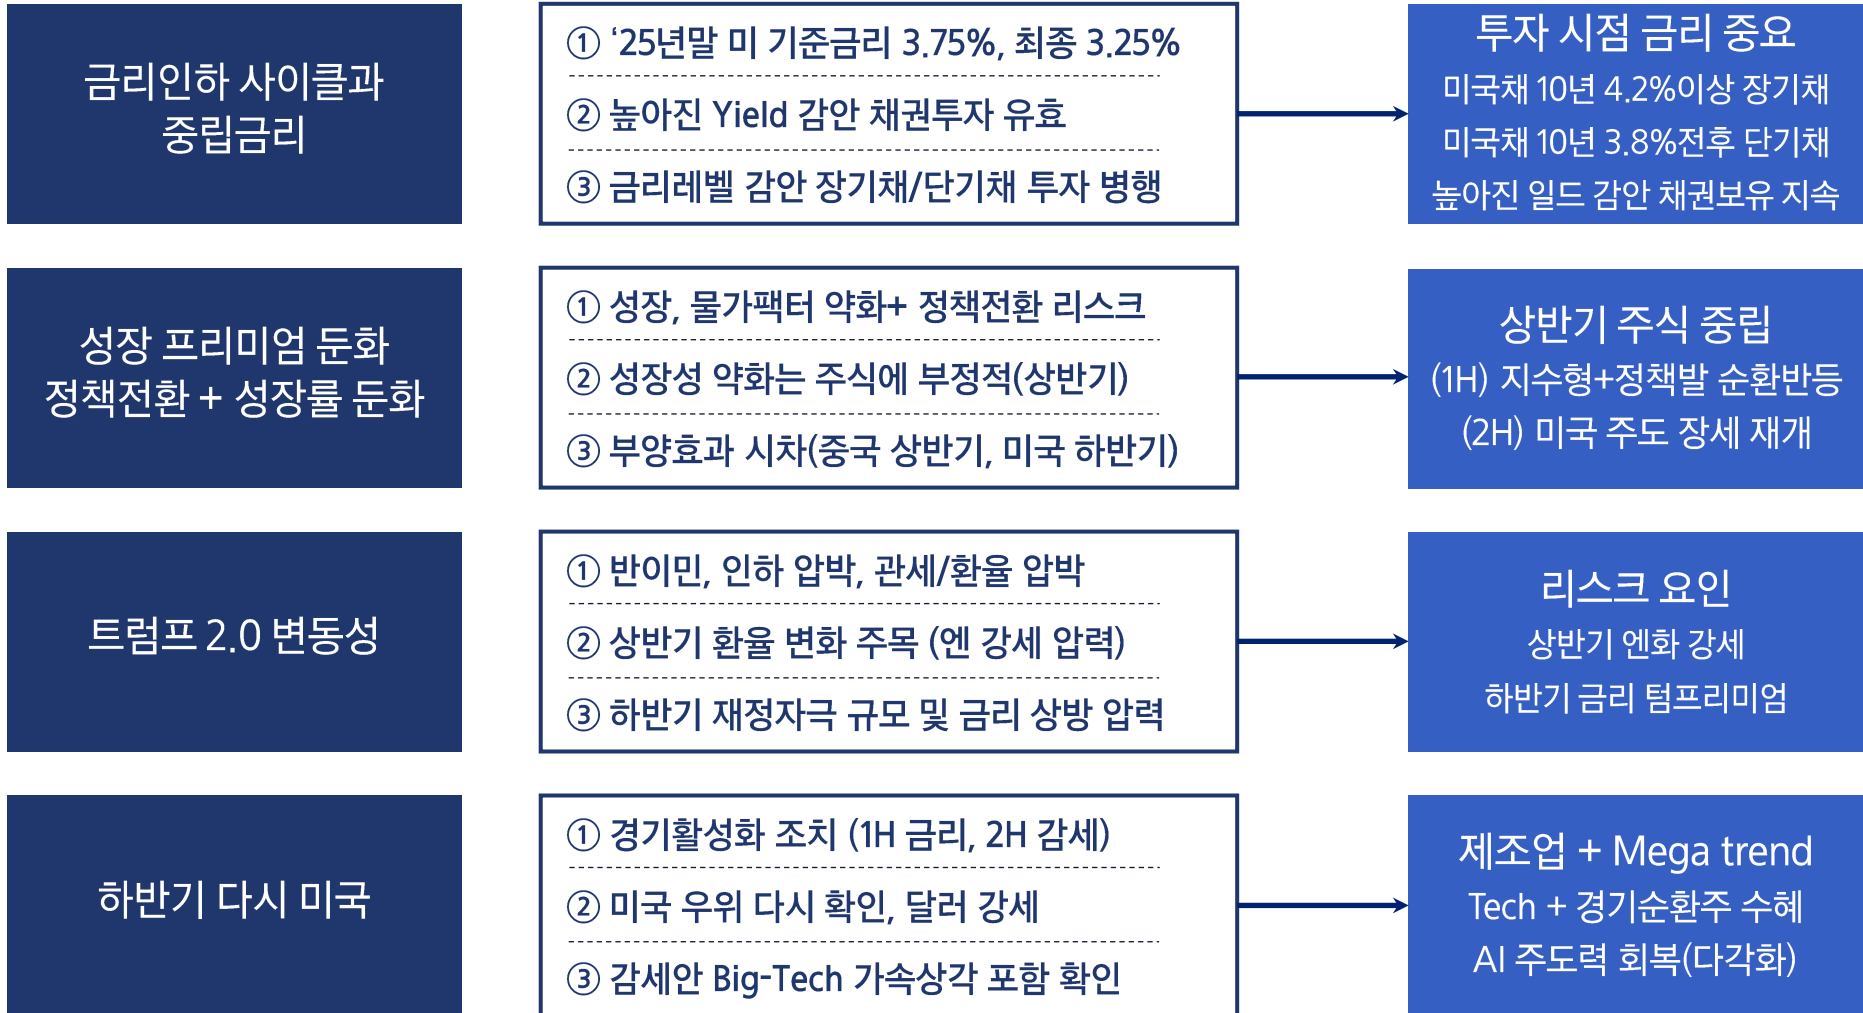 금리인하 사이클과
중립금리
① ‘25년말 미 기준금리 3.75%, 최종 3.25%
② 높아진 Yield 감안 채권투자 유효
③ 금리레벨 감안 장기채/단기채 투자 병행
투자 시점 금리 중요
미국채 10년 4.2%이상 장기채
미국채 10년 3.8%전후 단기채
높아진 일드 감안 채권보유 지속
성장 프리미엄 둔화
정책전환 + 성장률 둔화
① 성장, 물가팩터 약화+ 정책전환 리스크
② 성장성 약화는 주식에 부정적(상반기)
③ 부양효과 시차(중국 상반기, 미국 하반기)
상반기 주식 중립
(1H) 지수형+정책발 순환반등
(2H) 미국 주도 장세 재개
트럼프 2.0 변동성
① 반이민, 인하 압박, 관세/환율 압박
② 상반기 환율 변화 주목 (엔 강세 압력)
③ 하반기 재정자극 규모 및 금리 상방 압력
리스크 요인
상반기 엔화 강세
하반기 금리 텀프리미엄
하반기 다시 미국
① 경기활성화 조치 (1H 금리, 2H 감세)
② 미국 우위 다시 확인, 달러 강세
③ 감세안 Big-Tech 가속상각 포함 확인
제조업 + Mega trend
Tech + 경기순환주 수혜
AI 주도력 회복(다각화)